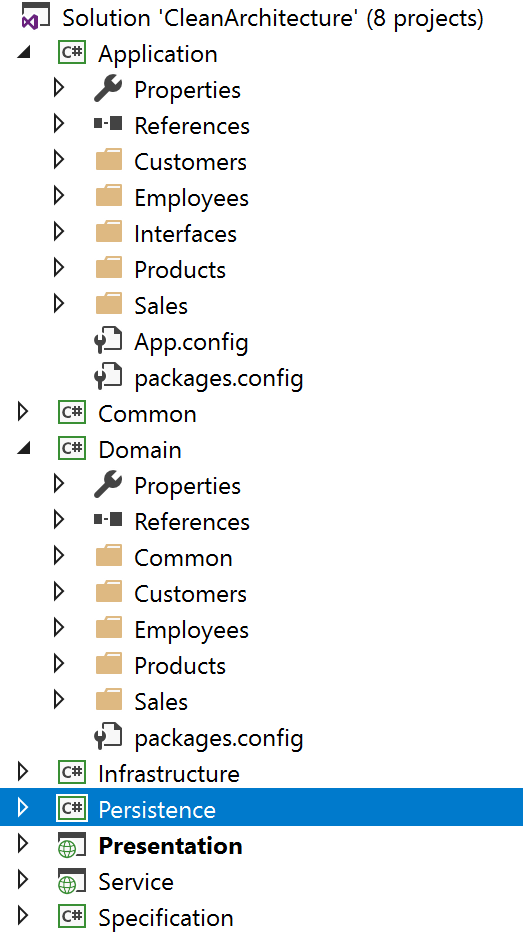 Solution 'CleanArchitecture' (8 projects)
C# Application
Properties
References
Customers
Employees
Interfaces
Products
Sales
App.config
packages.config
C# Common
C# Domain
Properties
References
Common
Customers
Employees
Products
Sales
packages.config
C# Infrastructure
C# Persistence
Presentation
Service
C# Specification